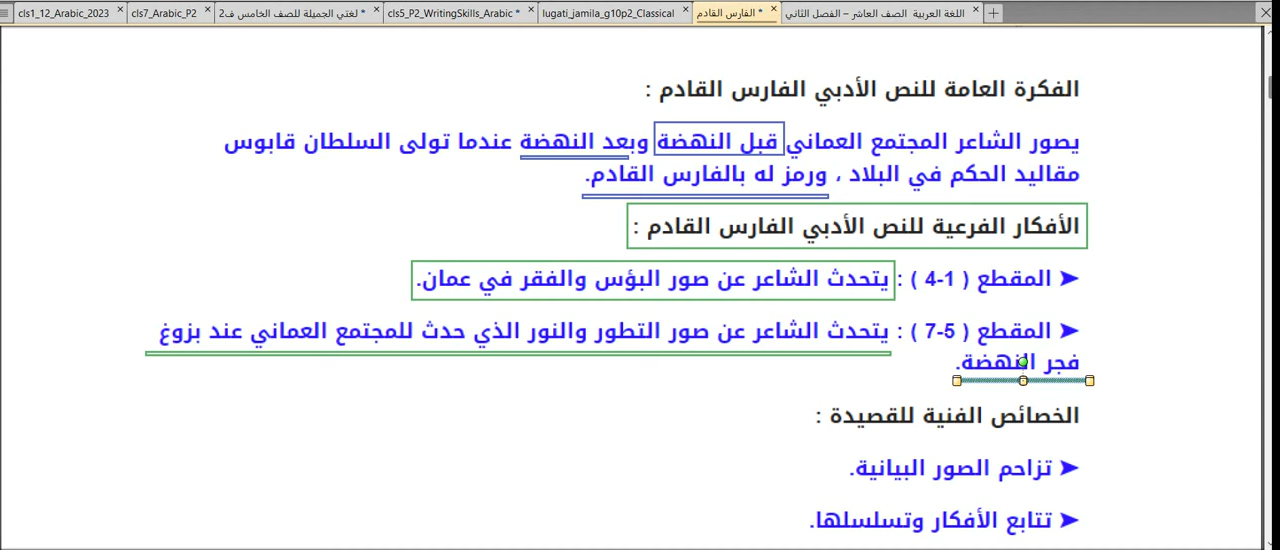 cls1_12_Arabic_2023
cls7_Arabic_P2
لغتي الجميلة للصف الخامس ف2 *
cls5_P2_WritingSkills_Arabic *
lugati_jamila_g10p2_Classical
الفارس القادم *
اللغة العربية الصف العاشر – الفصل الثاني
الفكرة العامة للنص الأدبي الفارس القادم :
يصور الشاعر المجتمع العماني قبل النهضة وبعد النهضة عندما تولى السلطان قابوس
مقاليد الحكم في البلاد ، ورمز له بالفارس القادم.
الأفكار الفرعية للنص الأدبي الفارس القادم :
➤ المقطع ( 1-4 ) : يتحدث الشاعر عن صور البؤس والفقر في عمان.
➤ المقطع ( 5-7 ) : يتحدث الشاعر عن صور التطور والنور الذي حدث للمجتمع العماني عند بزوغ
فجر النهضة.
الخصائص الفنية للقصيدة :
➤ تزاحم الصور البيانية.
➤ تتابع الأفكار وتسلسلها.